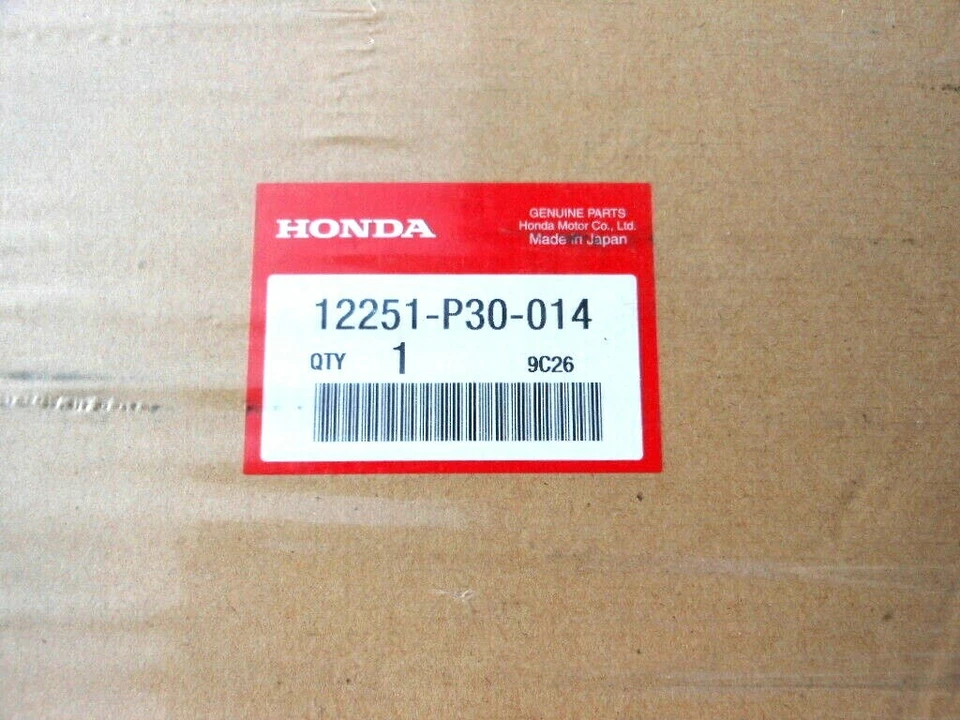 HONDA
GENUINE PARTS
Honda Motor Co., Ltd.
Made in Japan
12251-P30-014
QTY 1 9C26